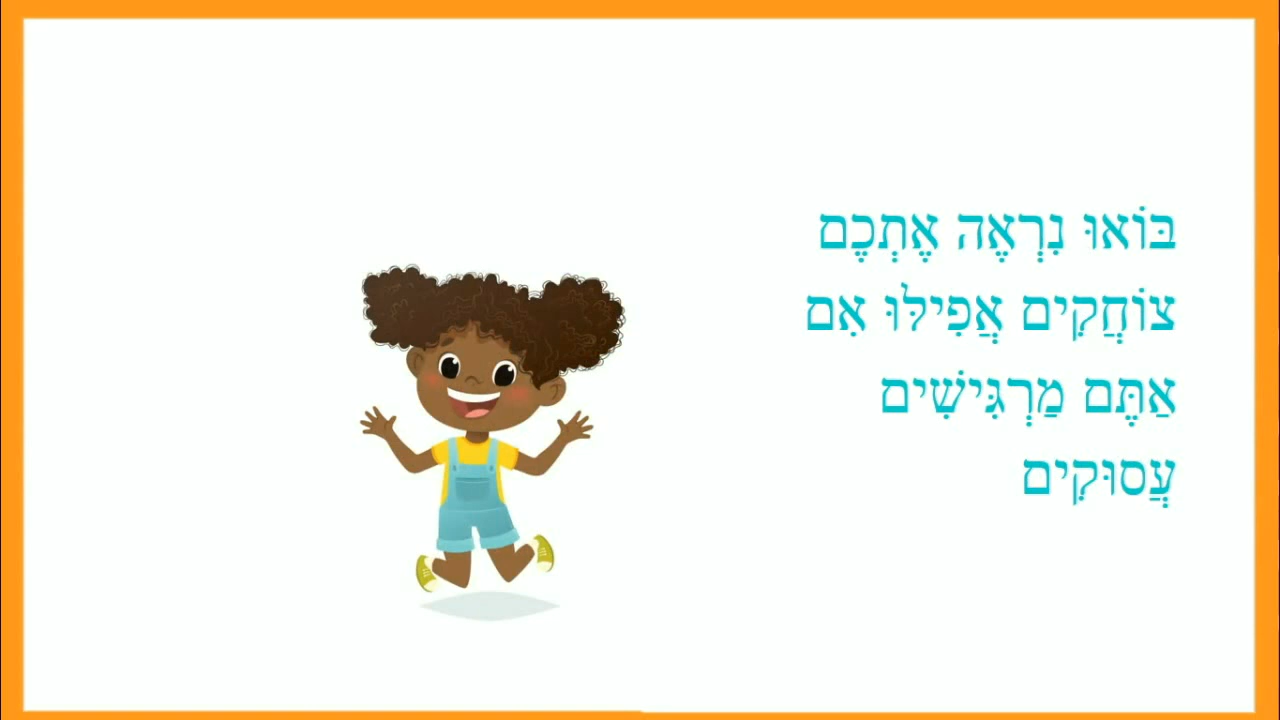 בּוֹאוּ נִרְאֶה אֶתְכֶם
צוֹחֲקִים אֲפִילּוּ אִם
אַתֶּם מַרְגִּישִׁים
עֲסוּקִים